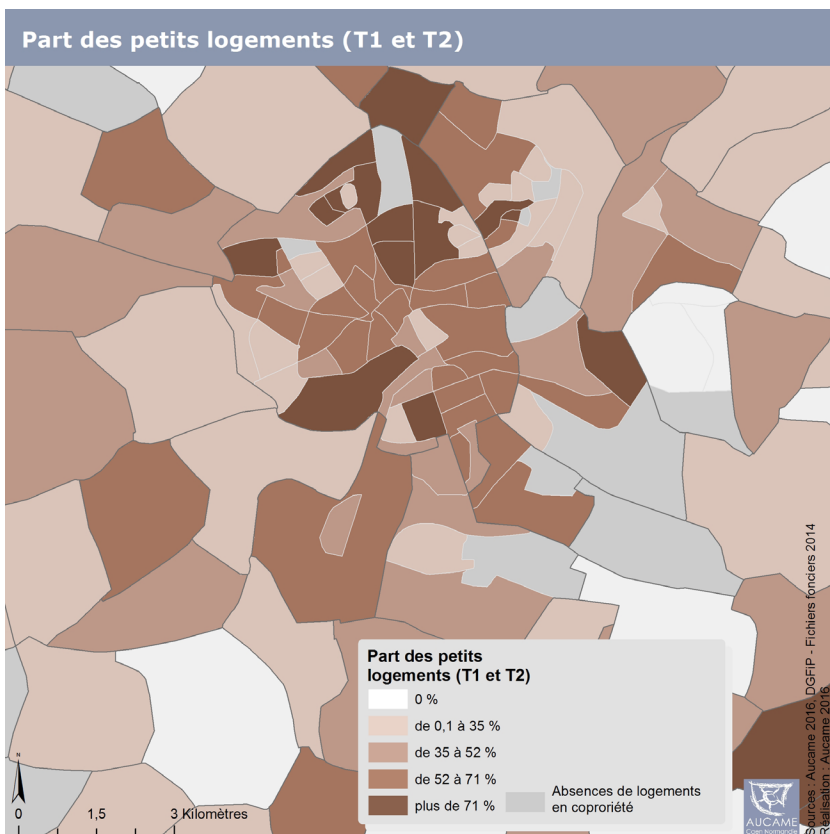 Part des petits logements (T1 et T2)
Part des petits
logements (T1 et T2)
0 %
de 0,1 à 35 %
de 35 à 52 %
de 52 à 71 %
plus de 71 %
Absences de logements
en coproriété
N
0 1,5 3 Kilomètres
Sources : Aucame 2016, DGFiP - Fichiers fonciers 2014
Réalisation : Aucame 2016
AUCAME
Caen Normandie